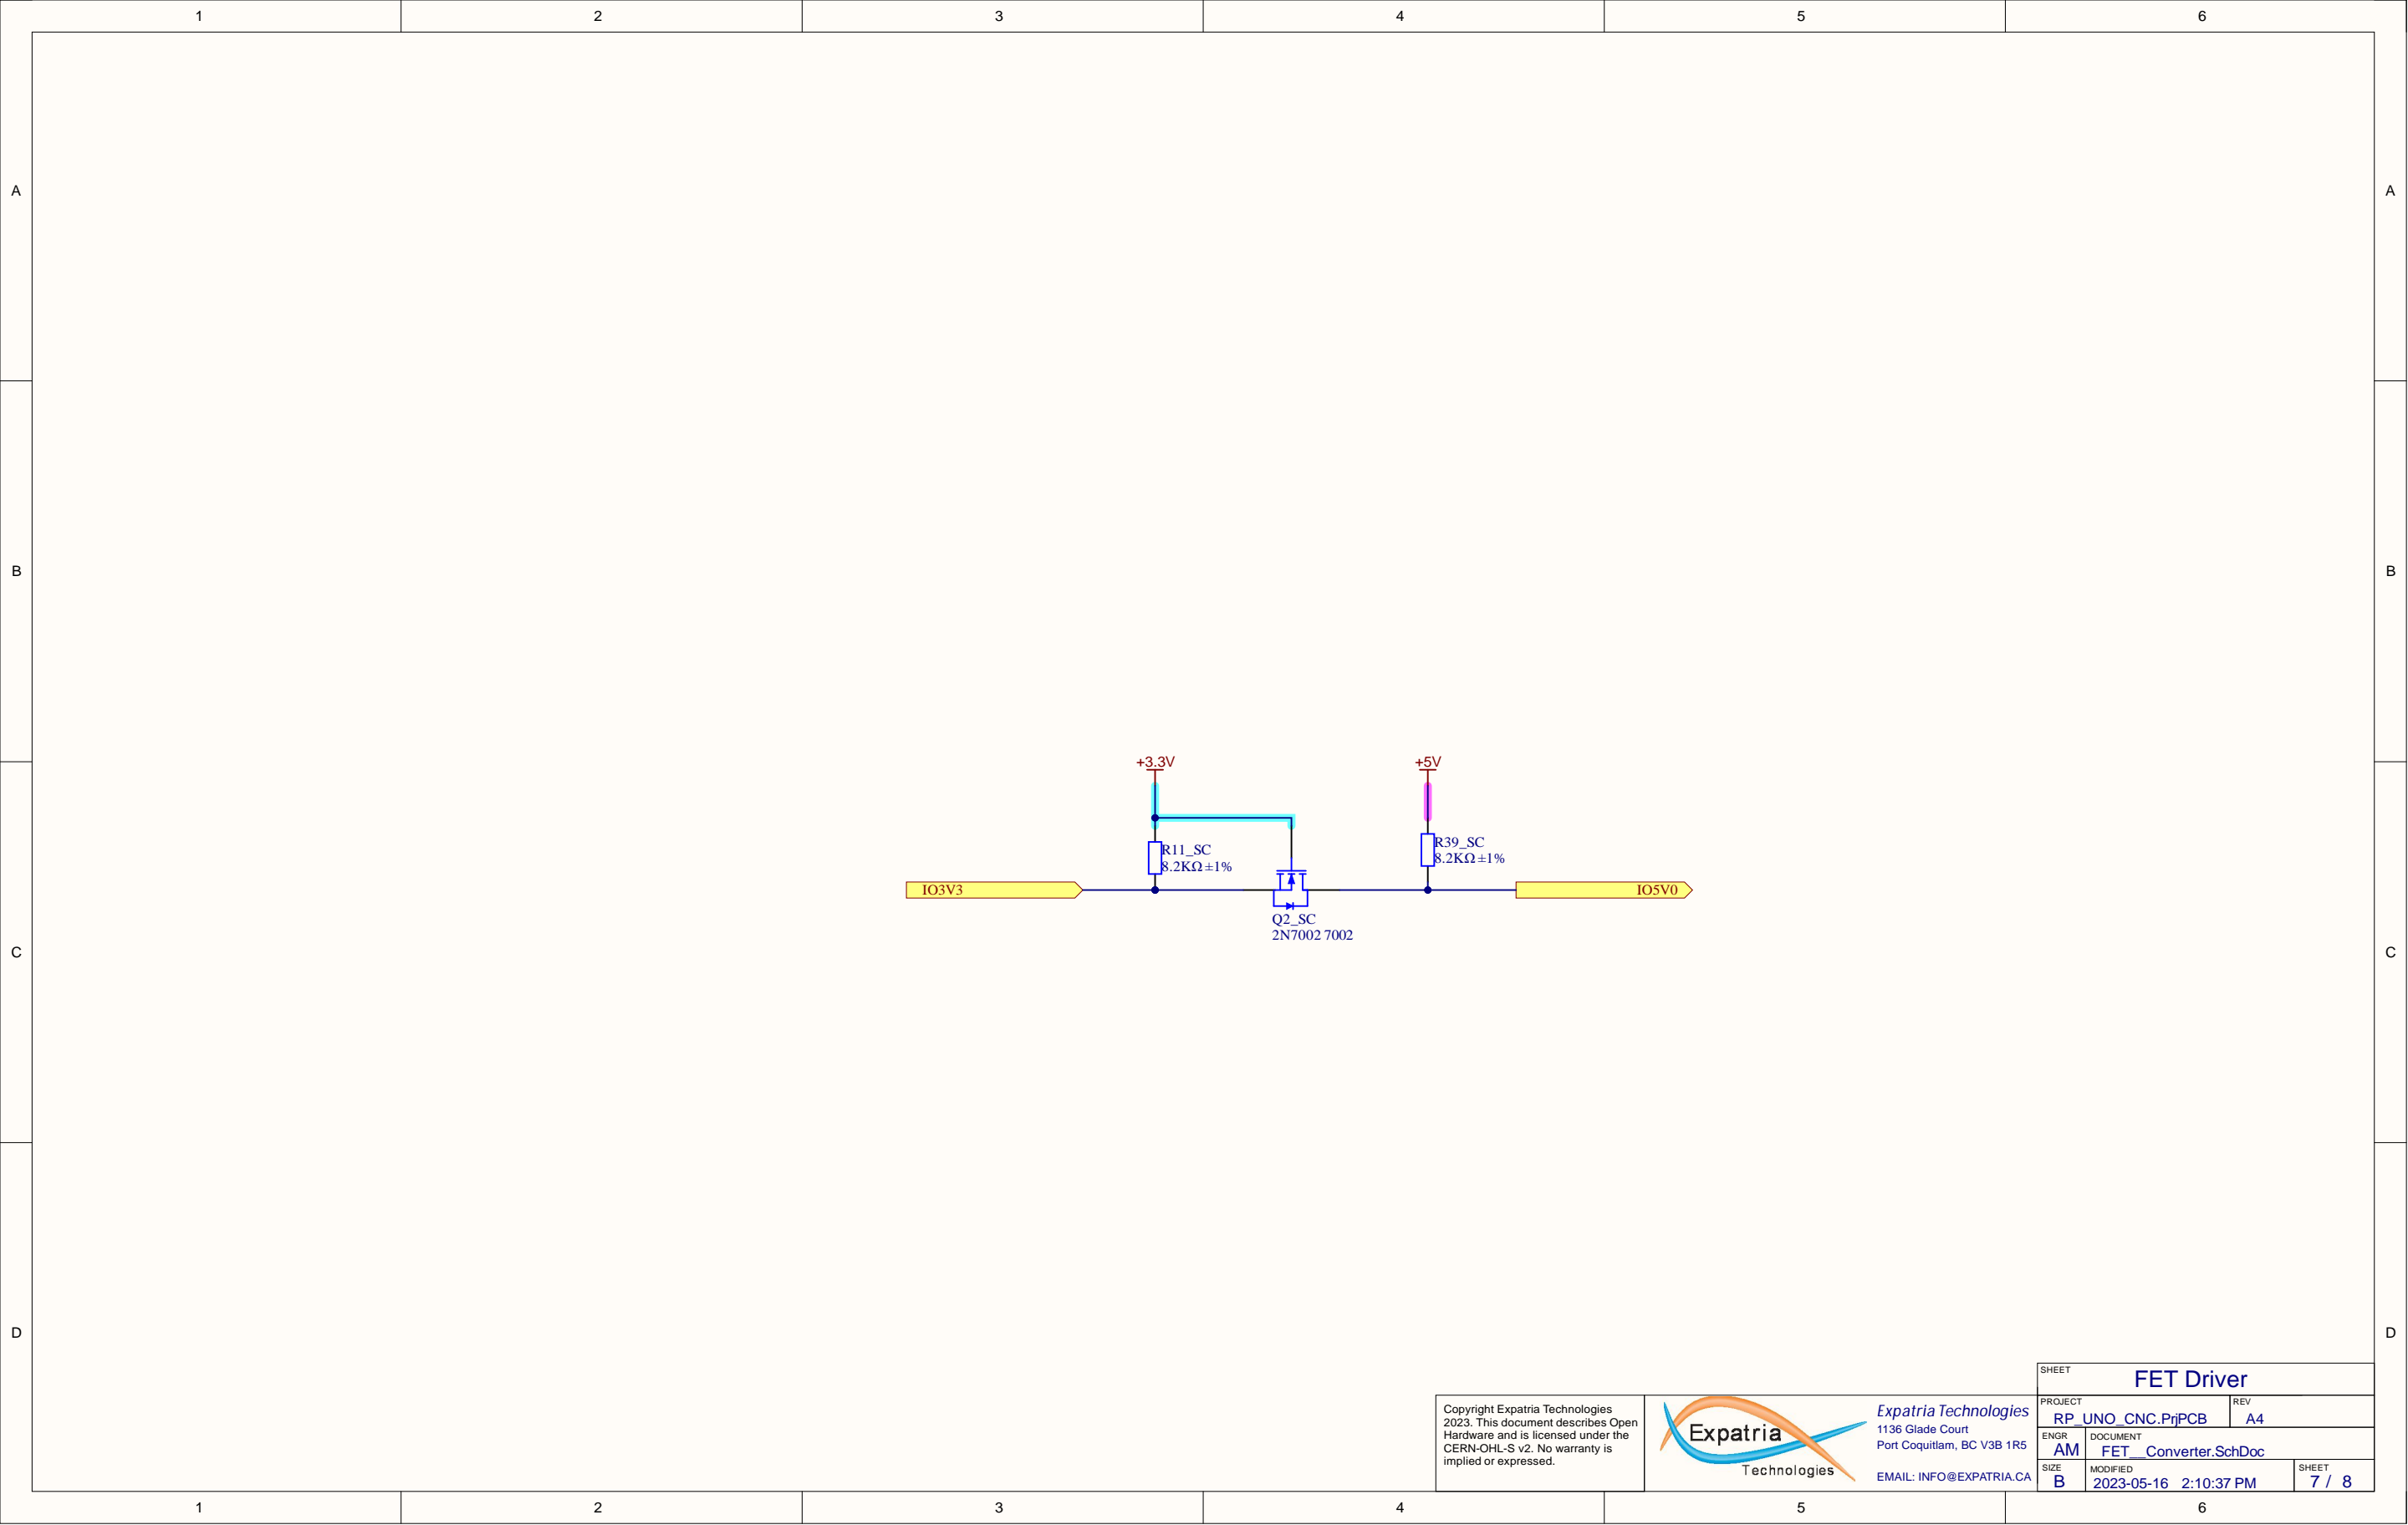 1 2 3 4 5 6
A A
B B
+3.3V +5V
R11_SC
8.2KΩ ±1%
R39_SC
8.2KΩ ±1%
IO3V3 IO5V0
Q2_SC
2N7002 7002
C C
D D
Copyright Expatria Technologies
2023. This document describes Open
Hardware and is licensed under the
CERN-OHL-S v2. No warranty is
implied or expressed.
Expatria
Technologies
Expatria Technologies
1136 Glade Court
Port Coquitlam, BC V3B 1R5
EMAIL: INFO@EXPATRIA.CA
SHEET
FET Driver
PROJECT
RP_UNO_CNC.PrjPCB
REV
A4
ENGR
AM
DOCUMENT
FET__Converter.SchDoc
SIZE
B
MODIFIED
2023-05-16 2:10:37 PM
SHEET
7 / 8
1 2 3 4 5 6